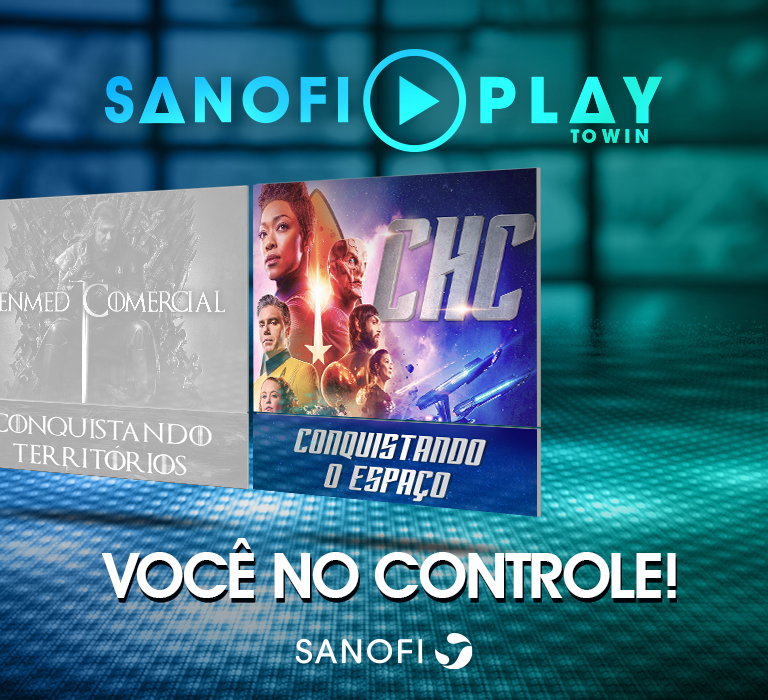 SANOFI PLAY
TO WIN
ENMED COMERCIAL
CONQUISTANDO
TERRITÓRIOS
CHC
CONQUISTANDO
O ESPAÇO
VOCÊ NO CONTROLE!
SANOFI